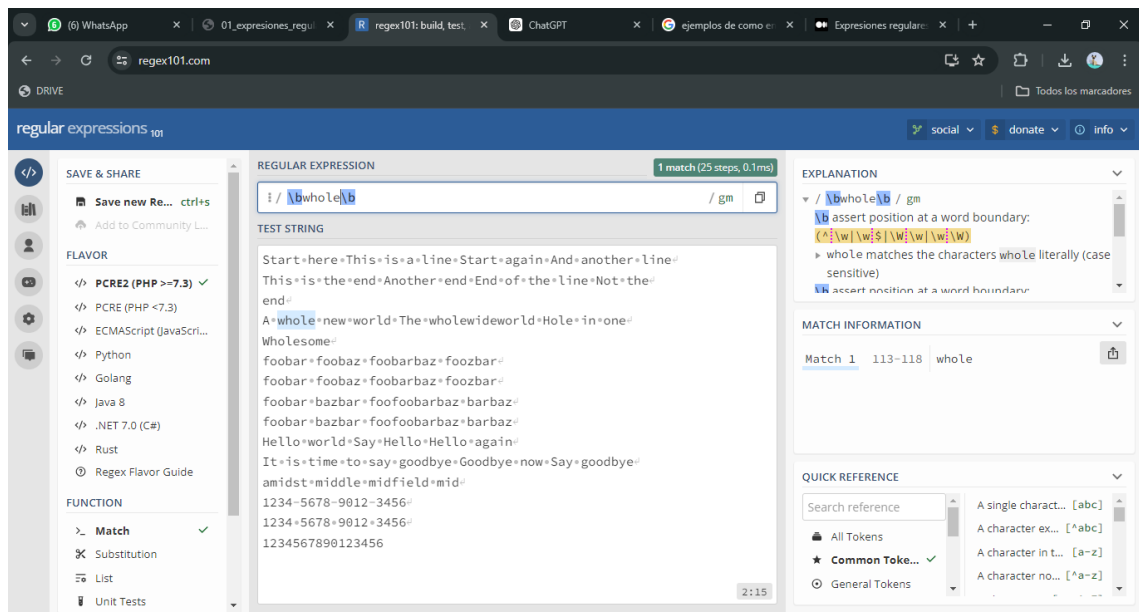 (6) WhatsApp
01_expresiones_regul
regex101: build, test,
ChatGPT
ejemplos de como en
Expresiones regulare
regex101.com
DRIVE
Todos los marcadores
regular expressions 101
social
$ donate
info
SAVE & SHARE
Save new Re... ctrl+s
Add to Community L...
FLAVOR
</> PCRE2 (PHP >=7.3)
</> PCRE (PHP <7.3)
</> ECMAScript (JavaScri...
</> Python
</> Golang
</> Java 8
</> .NET 7.0 (C#)
</> Rust
Regex Flavor Guide
FUNCTION
>_ Match
Substitution
List
Unit Tests
REGULAR EXPRESSION
1 match (25 steps, 0.1ms)
/ \bwhole\b / gm
TEST STRING
Start·here·This·is·a·line·Start·again·And·another·line↵
This·is·the·end·Another·end·End·of·the·line·Not·the↵
end↵
A·whole·new·world·The·wholewideworld·Hole·in·one↵
Wholesome↵
foobar·foobaz·foobarbaz·foozbar↵
foobar·foobaz·foobarbaz·foozbar↵
foobar·bazbar·foofoobarbaz·barbaz↵
foobar·bazbar·foofoobarbaz·barbaz↵
Hello·world·Say·Hello·Hello·again↵
It·is·time·to·say·goodbye·Goodbye·now·Say·goodbye↵
amidst·middle·midfield·mid↵
1234-5678-9012-3456↵
1234·5678·9012·3456↵
1234567890123456
2:15
EXPLANATION
/ \bwhole\b / gm
\b assert position at a word boundary:
(^\w|\w$|\W\w|\w\W)
whole matches the characters whole literally (case
sensitive)
\b assert position at a word boundary:
MATCH INFORMATION
Match 1 113-118 whole
QUICK REFERENCE
Search reference
All Tokens
Common Toke...
General Tokens
A single charact... [abc]
A character ex... [^abc]
A character in t... [a-z]
A character no... [^a-z]